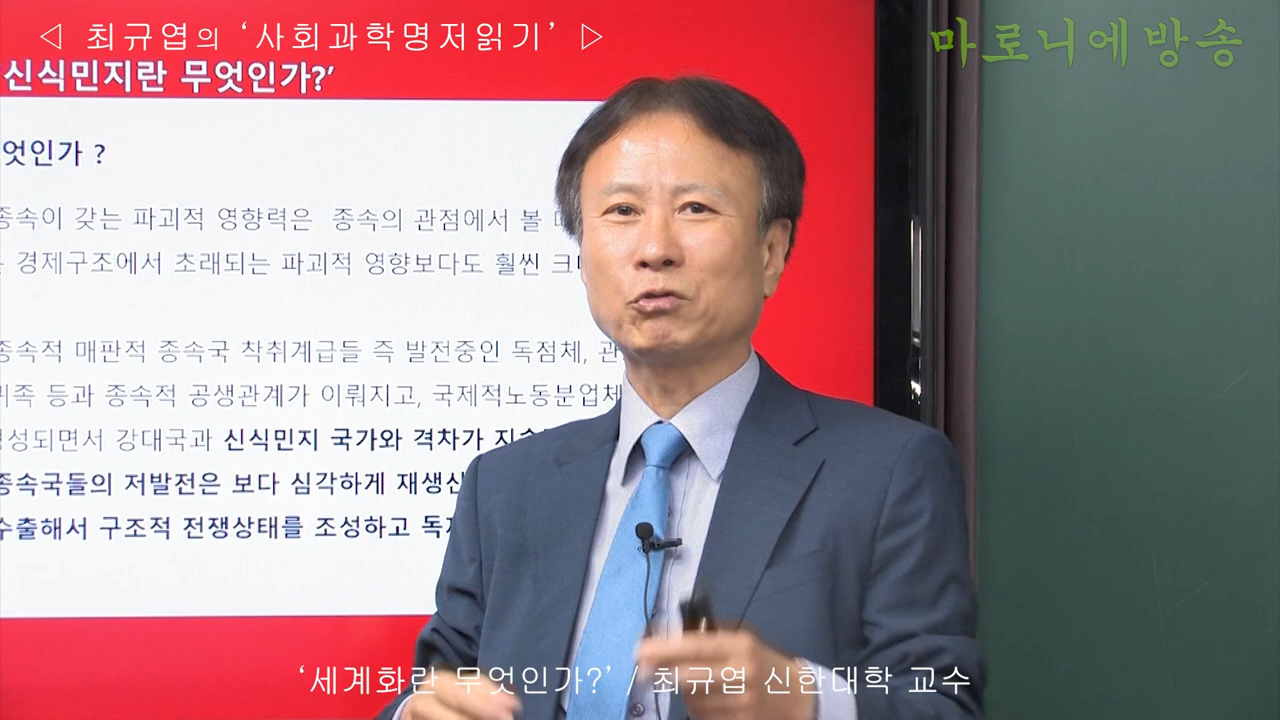 ◁ 최규엽의 ‘사회과학명저읽기’ ▷
마로니에방송
신식민지란 무엇인가?’
엇인가 ?
종속이 갖는 파괴적 영향력은 종속의 관점에서 볼
경제구조에서 초래되는 파괴적 영향보다도 훨씬
종속적 매판적 종속국 착취계급들 즉 발전중인 독점체,
등과 종속적 공생관계가 이뤄지고, 국제적노동분업체
성되면서 강대국과 신식민지 국가와 격차가
종속국들의 저발전은 보다 심각하게 재생산
수출해서 구조적 전쟁상태를 조성하고
‘세계화란 무엇인가?’ / 최규엽 신한대학 교수